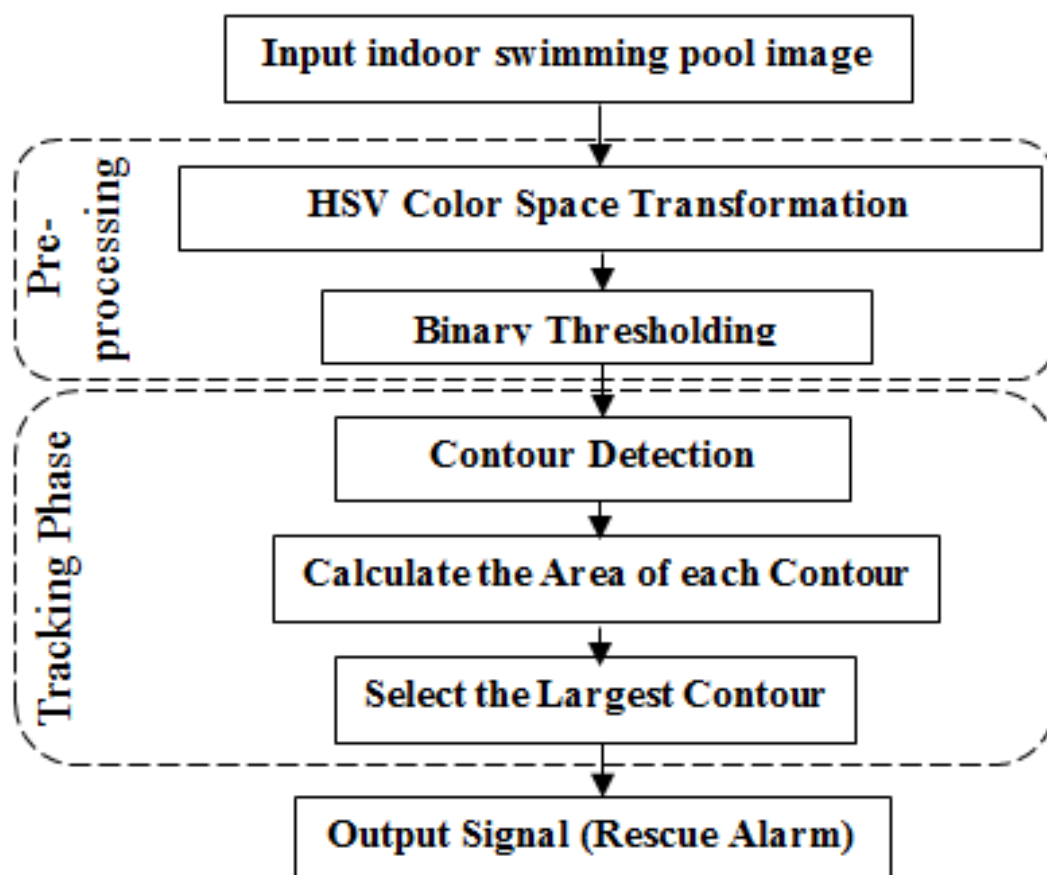 Input indoor swimming pool image
Pre-
processing
HSV Color Space Transformation
Binary Thresholding
Tracking Phase
Contour Detection
Calculate the Area of each Contour
Select the Largest Contour
Output Signal (Rescue Alarm)